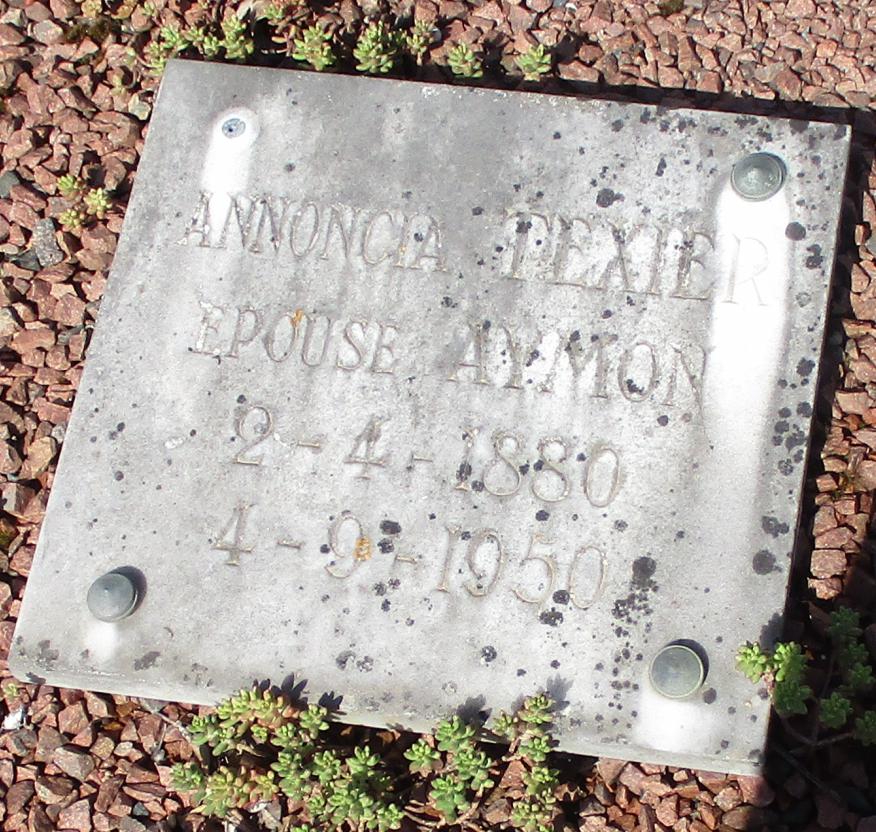 ANNONCIA TEXIER
EPOUSE AYMON
2-4-1880
4-9-1950